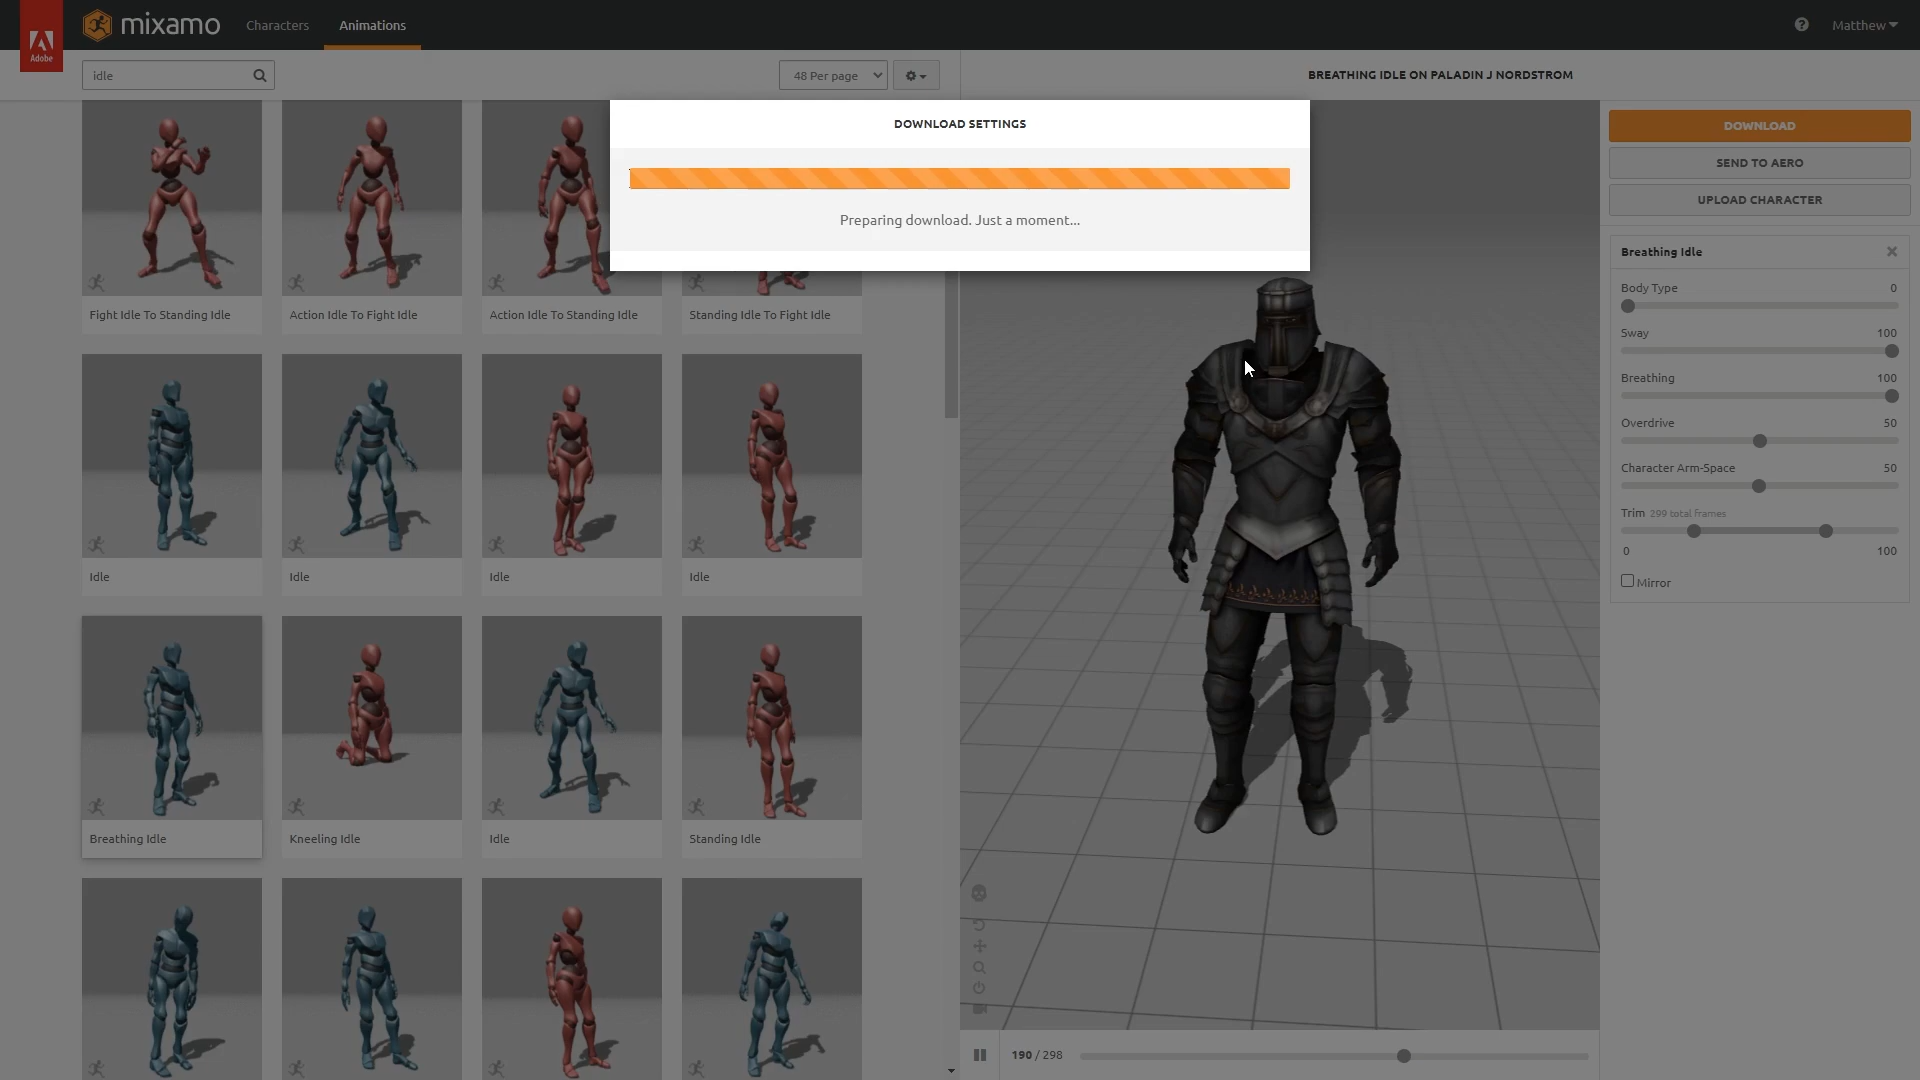 Adobe
mixamo
Characters
Animations
Matthew
idle
48 Per page
BREATHING IDLE ON PALADIN J NORDSTROM
DOWNLOAD SETTINGS
Preparing download. Just a moment...
DOWNLOAD
SEND TO AERO
UPLOAD CHARACTER
Fight Idle To Standing Idle
Action Idle To Fight Idle
Action Idle To Standing Idle
Standing Idle To Fight Idle
Idle
Idle
Idle
Idle
Breathing Idle
Kneeling Idle
Idle
Standing Idle
Breathing Idle
Body Type 0
Sway 100
Breathing 100
Overdrive 50
Character Arm-Space 50
Trim 299 total frames
0 100
Mirror
190 / 298